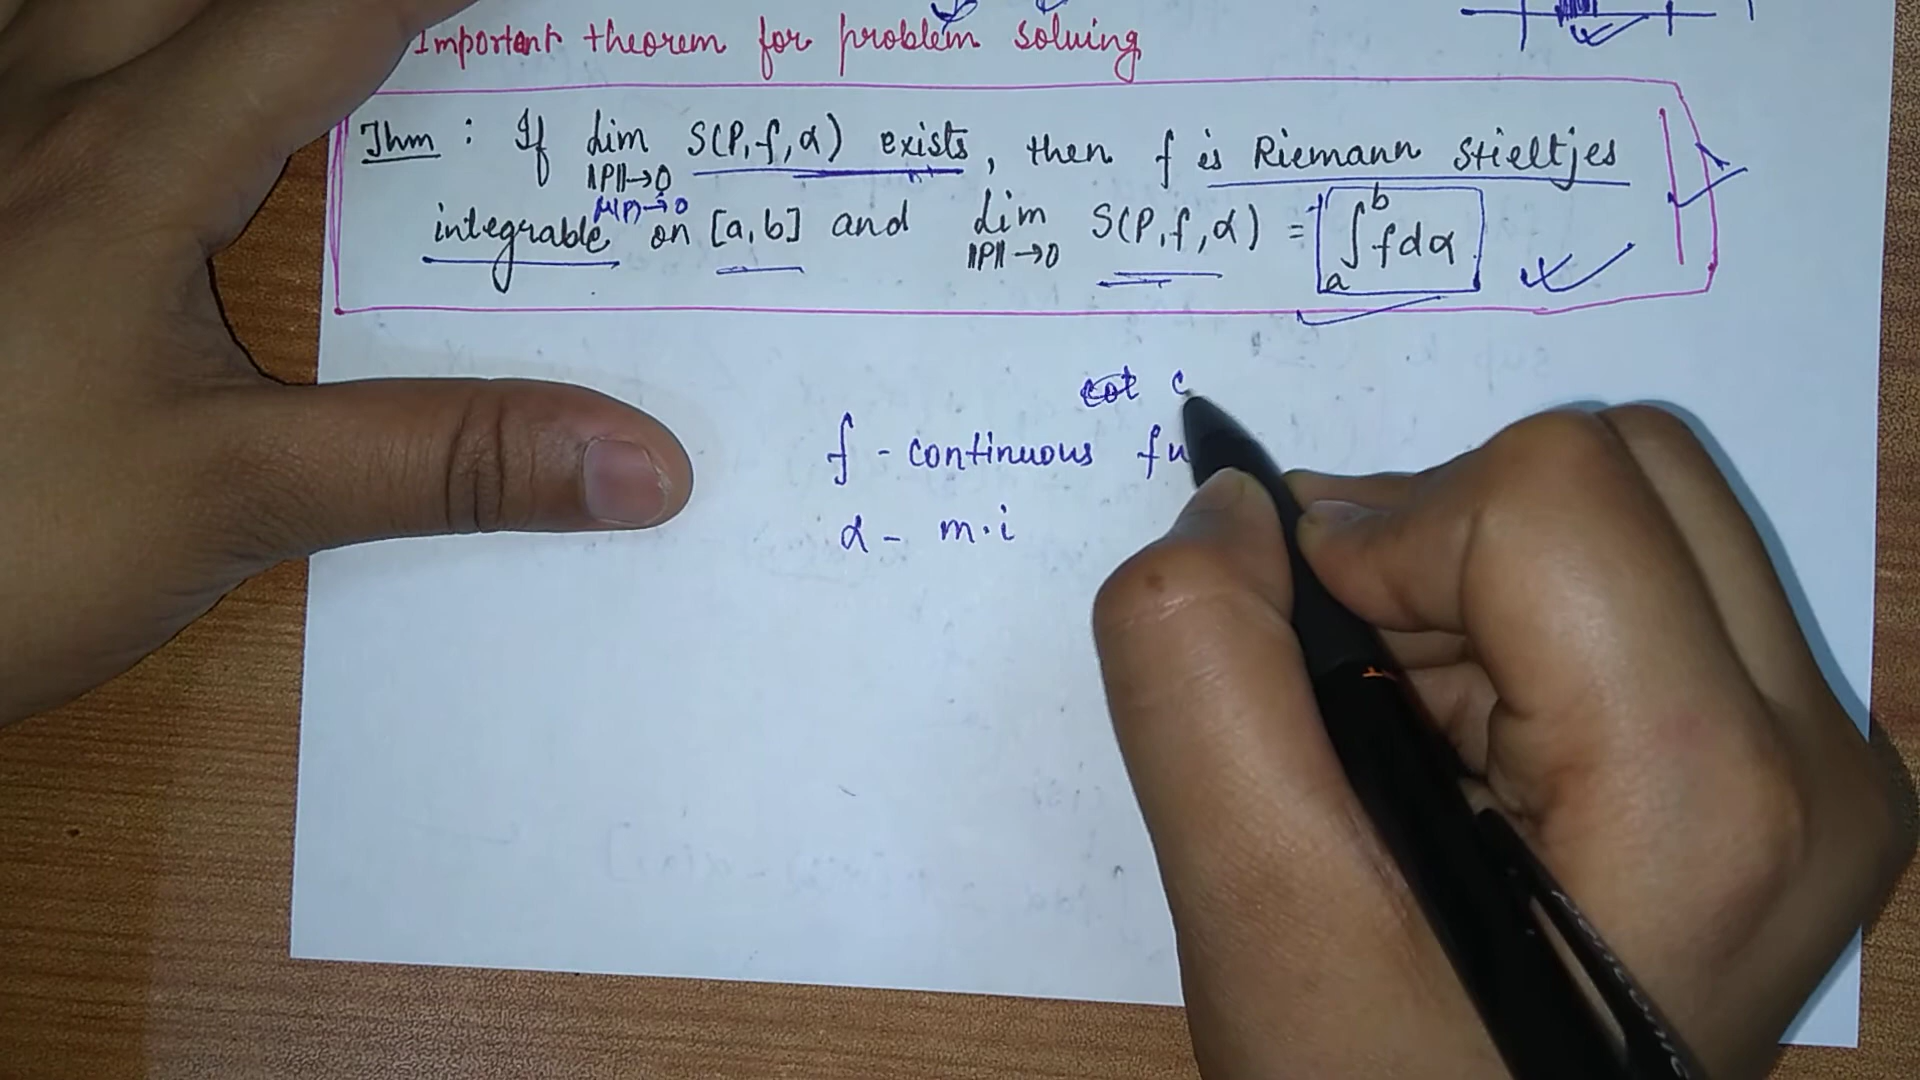 Important theorem for problem solving
Thm : If lim S(P,f,α) exists, then f is Riemann Stieltjes
||P||→0
μ(P)→0
integrable on [a,b] and lim S(P,f,α) = ∫ₐᵇ f dα
||P||→0
c
f - continuous fu
α - m.i